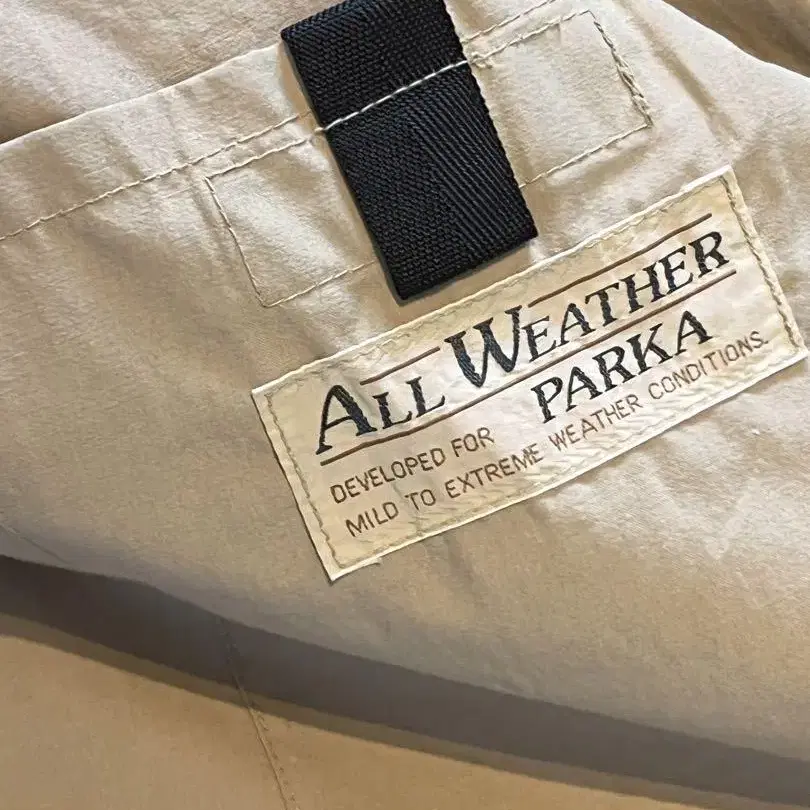 ALL WEATHER
PARKA
DEVELOPED FOR
MILD TO EXTREME WEATHER CONDITIONS.